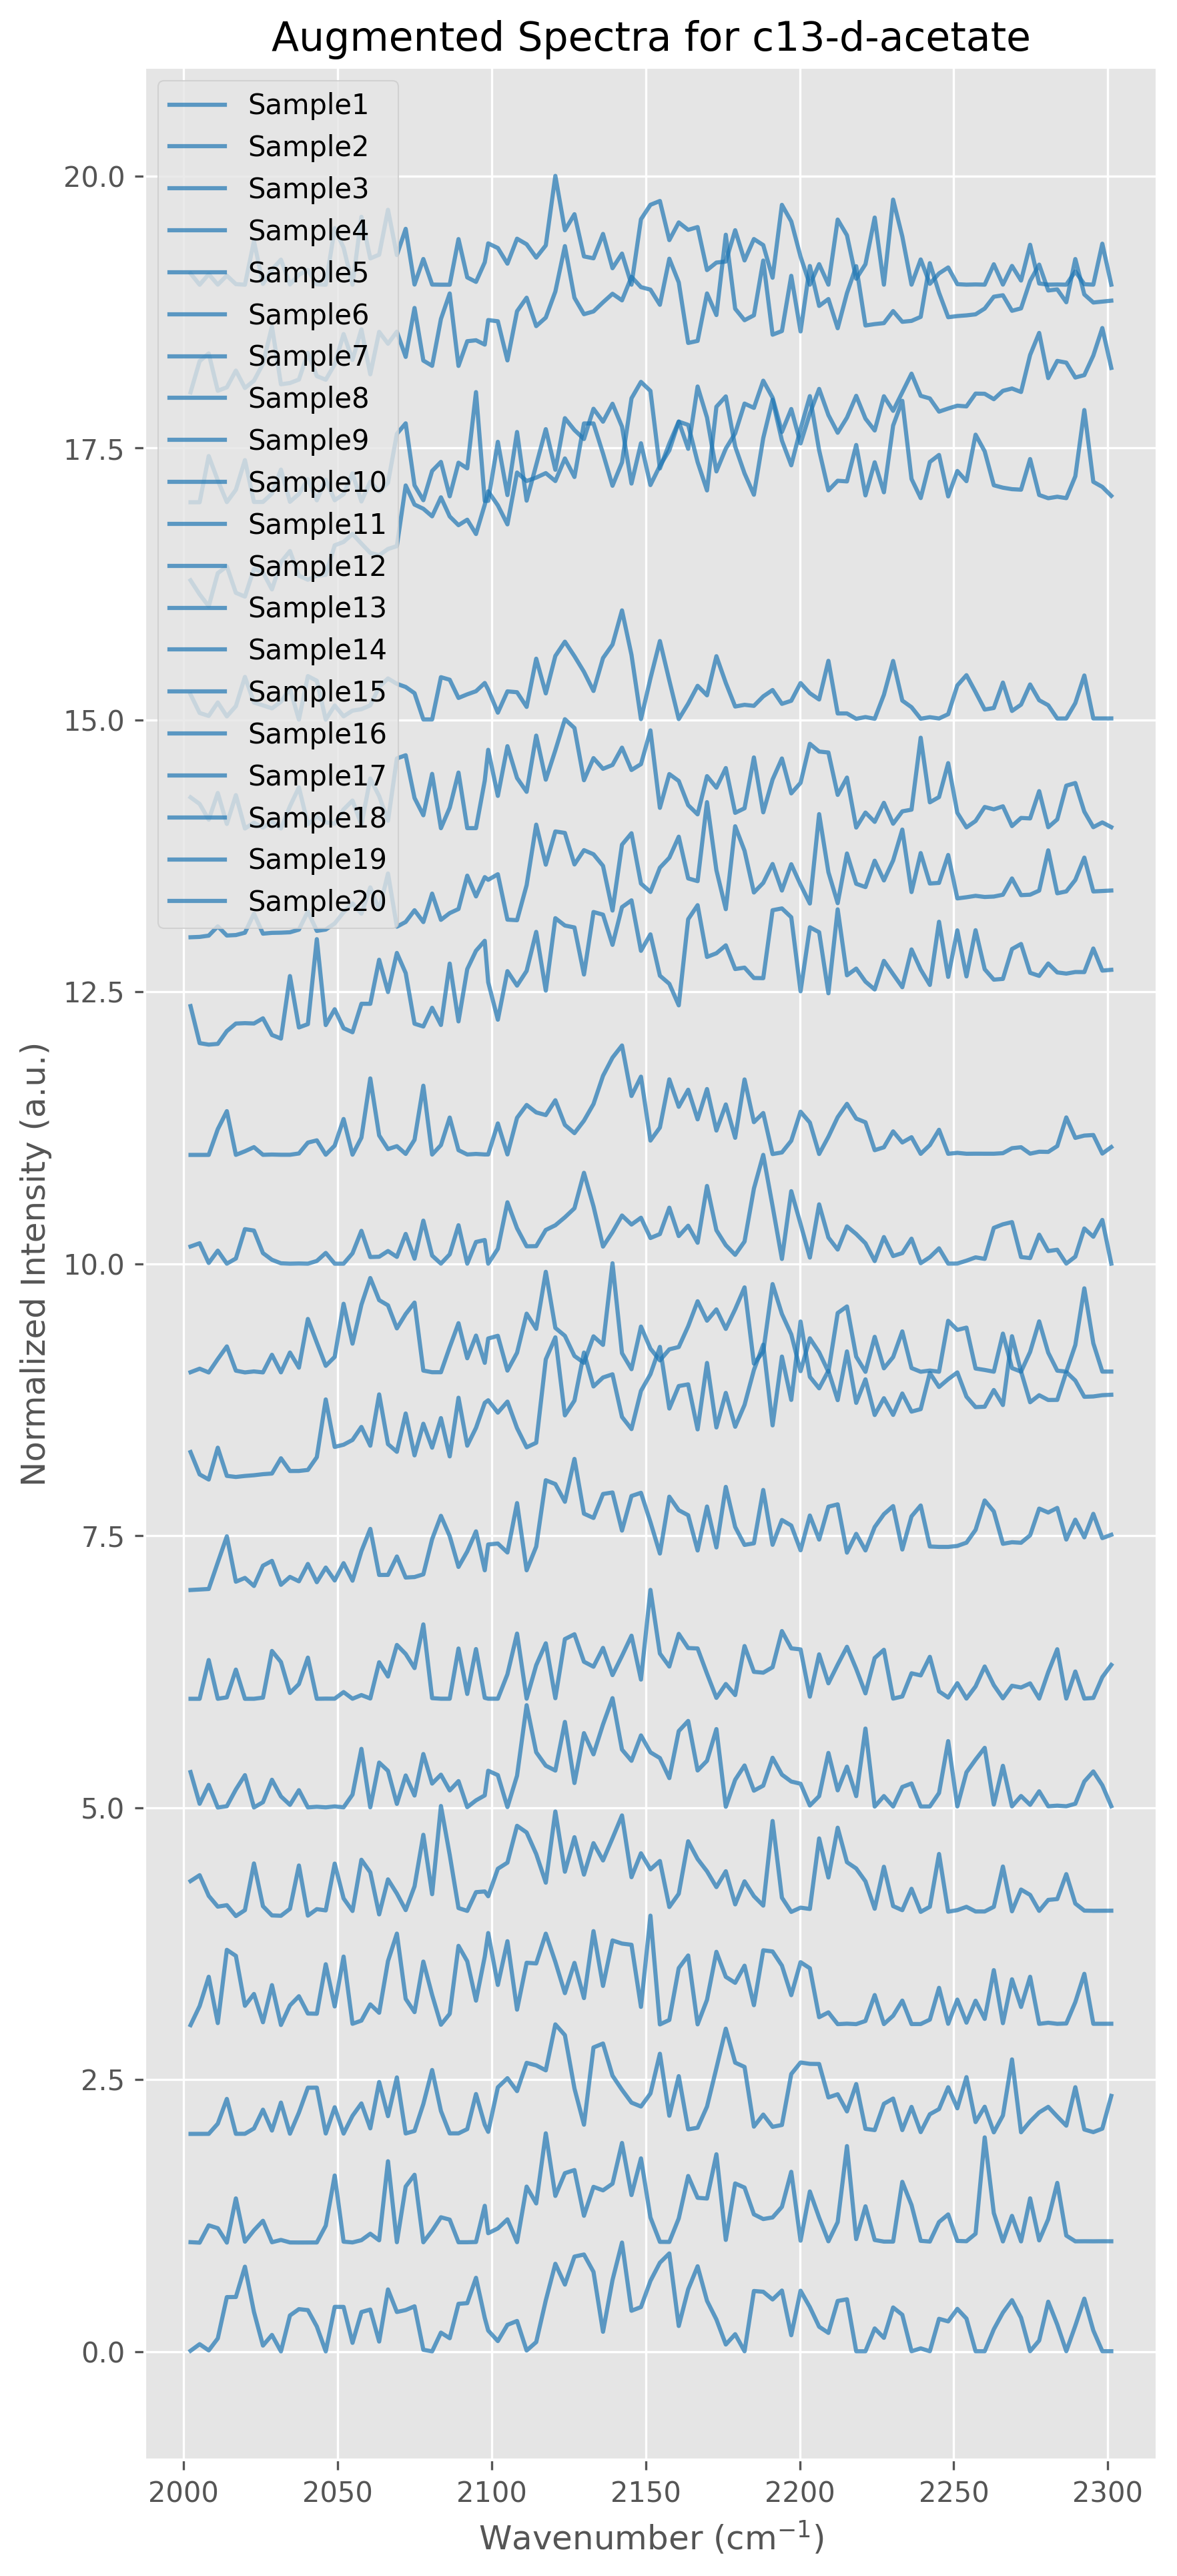 Augmented Spectra for c13-d-acetate
Sample1
Sample2
Sample3
Sample4
Sample5
Sample6
Sample7
Sample8
Sample9
Sample10
Sample11
Sample12
Sample13
Sample14
Sample15
Sample16
Sample17
Sample18
Sample19
Sample20
20.0
17.5
15.0
12.5
10.0
7.5
5.0
2.5
0.0
Normalized Intensity (a.u.)
2000 2050 2100 2150 2200 2250 2300
Wavenumber (cm⁻¹)